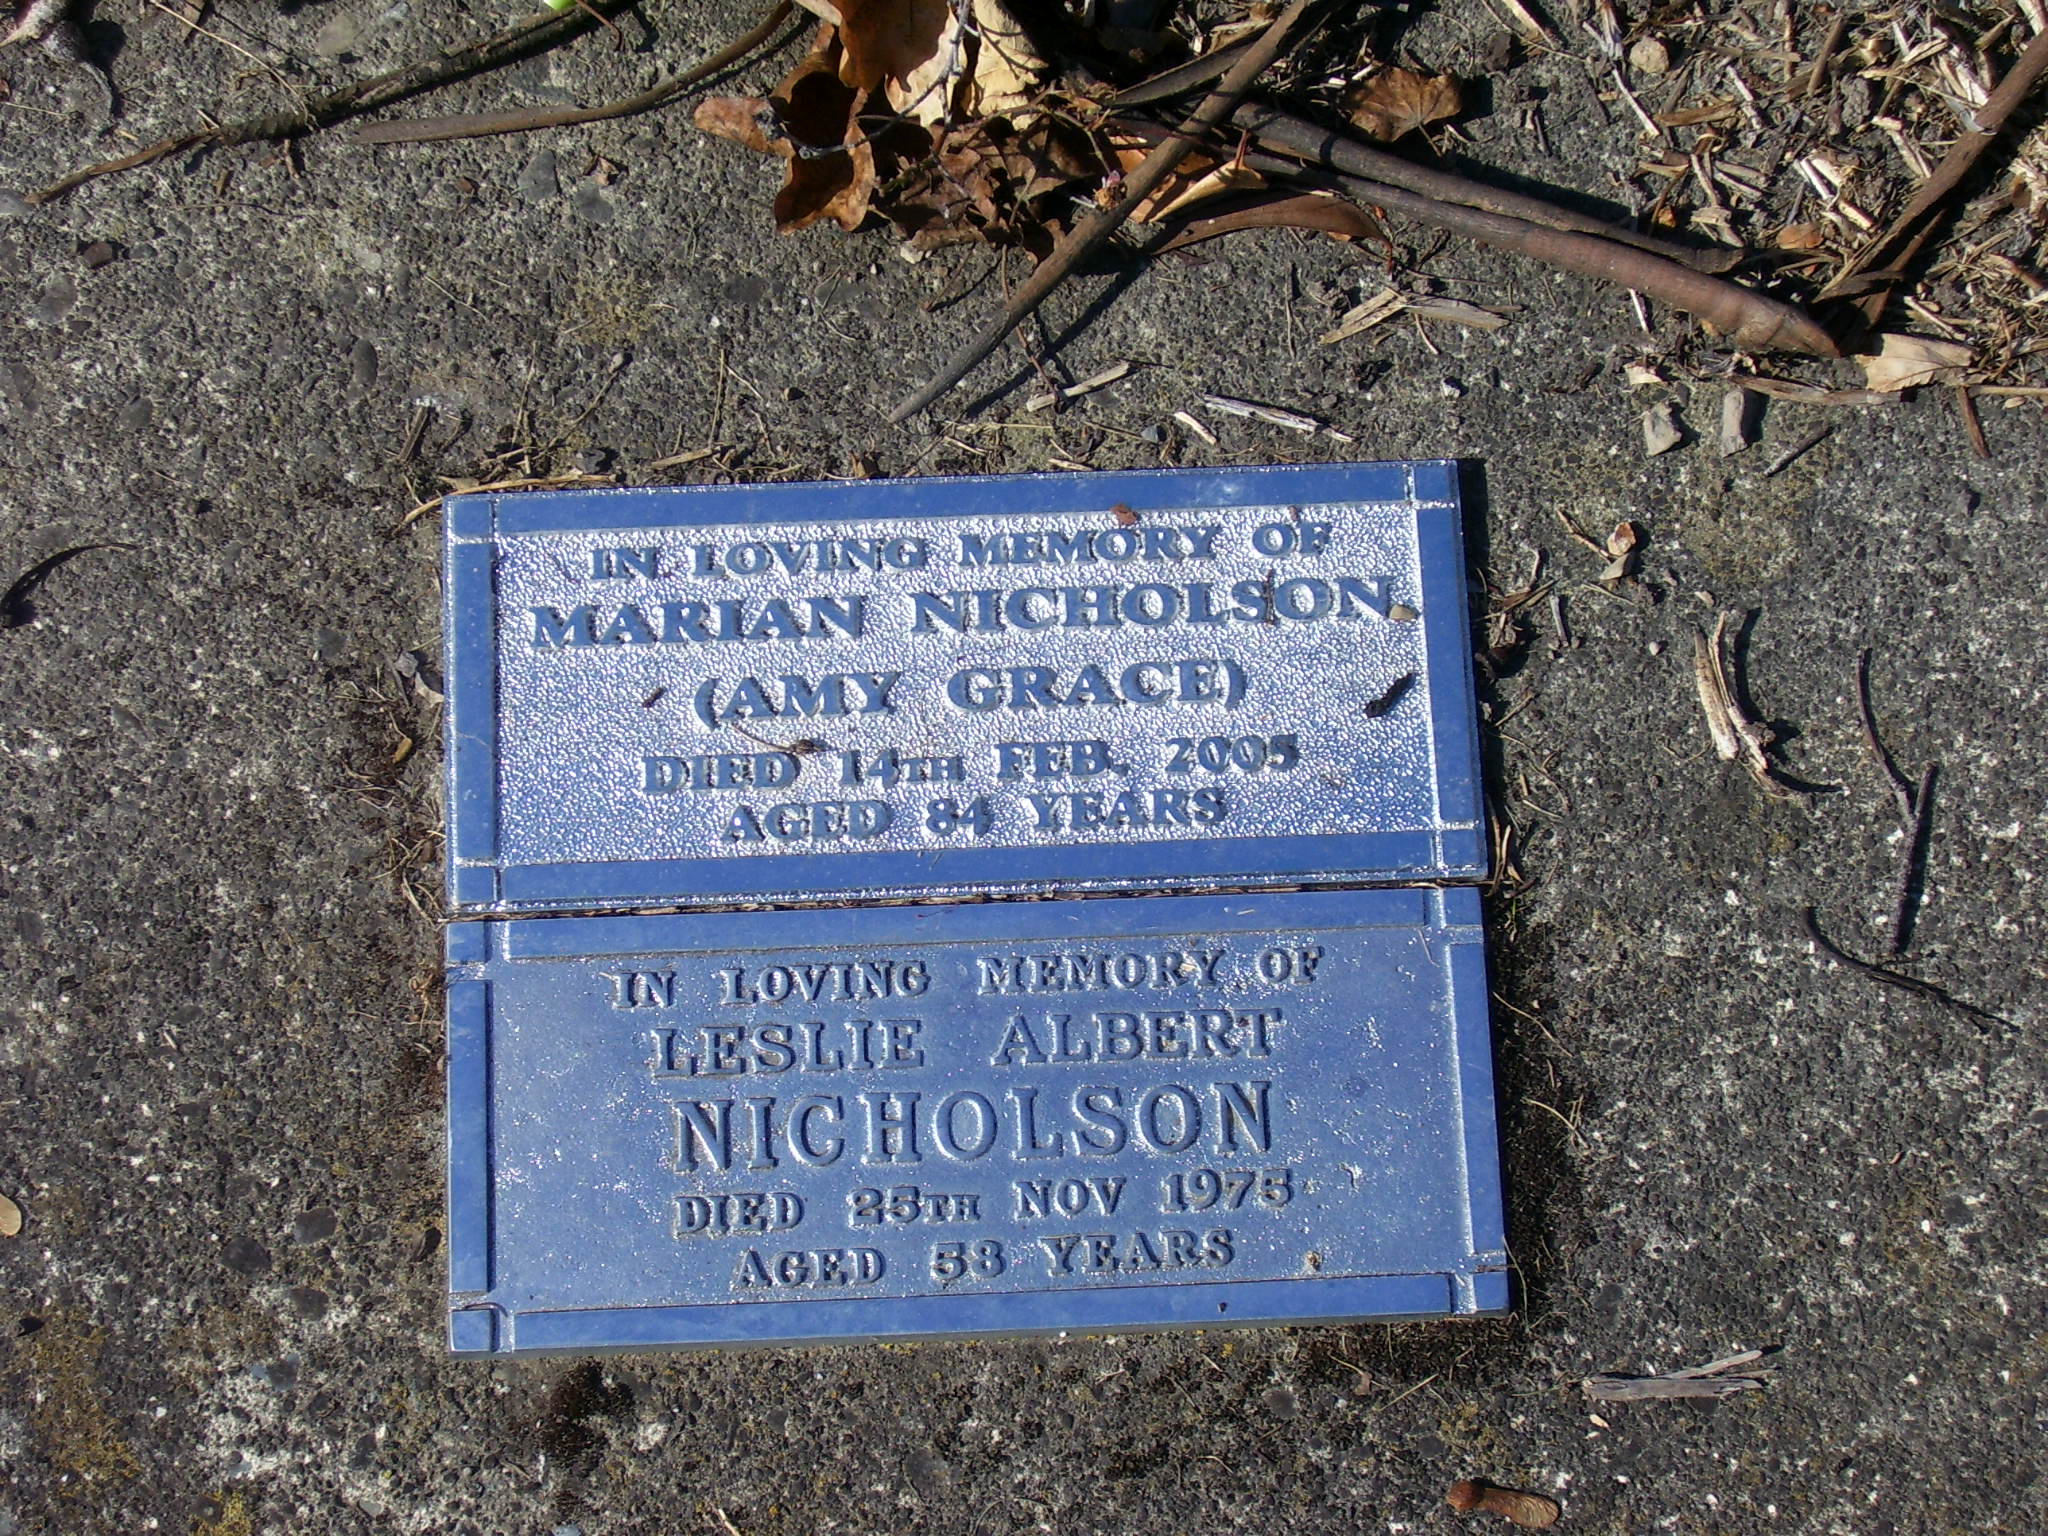 IN LOVING MEMORY OF
MARIAN NICHOLSON
(AMY GRACE)
DIED 14TH FEB. 2005
AGED 84 YEARS
IN LOVING MEMORY OF
LESLIE ALBERT
NICHOLSON
DIED 25TH NOV 1975
AGED 58 YEARS